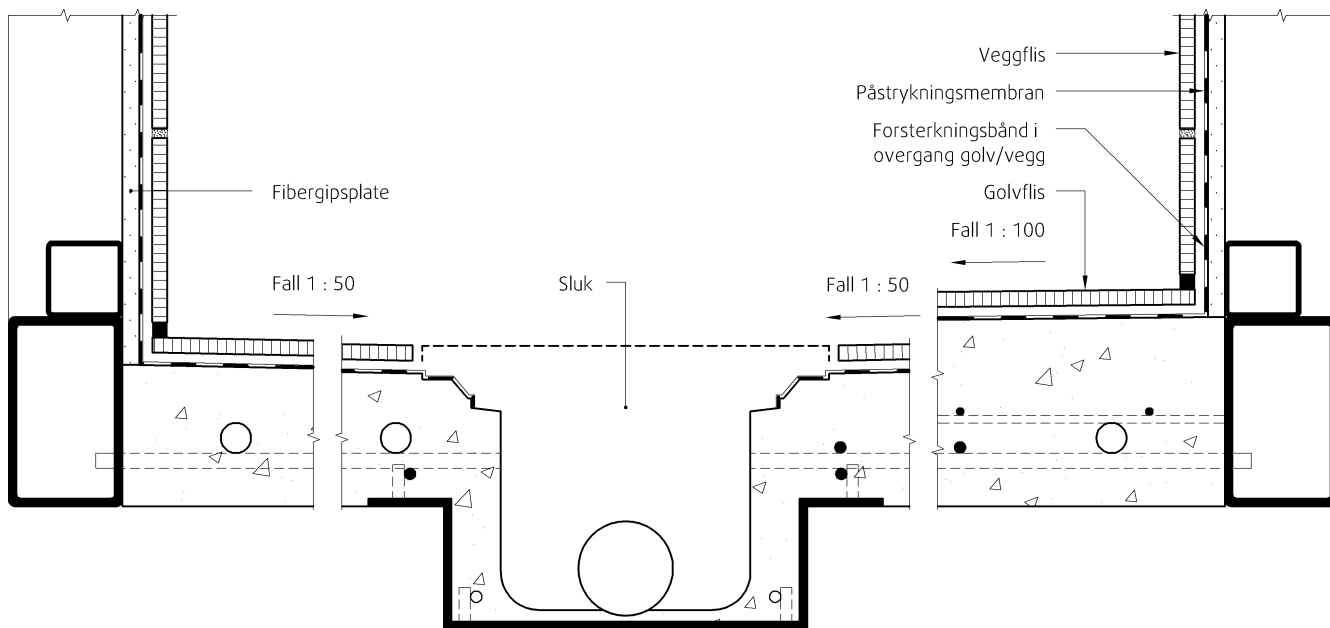 Veggflis
Påstrykningsmembran
Forsterkningsbånd i
overgang golv/vegg
Fibergipsplate
Golvflis
Fall 1 : 100
Fall 1 : 50
Sluk
Fall 1 : 50